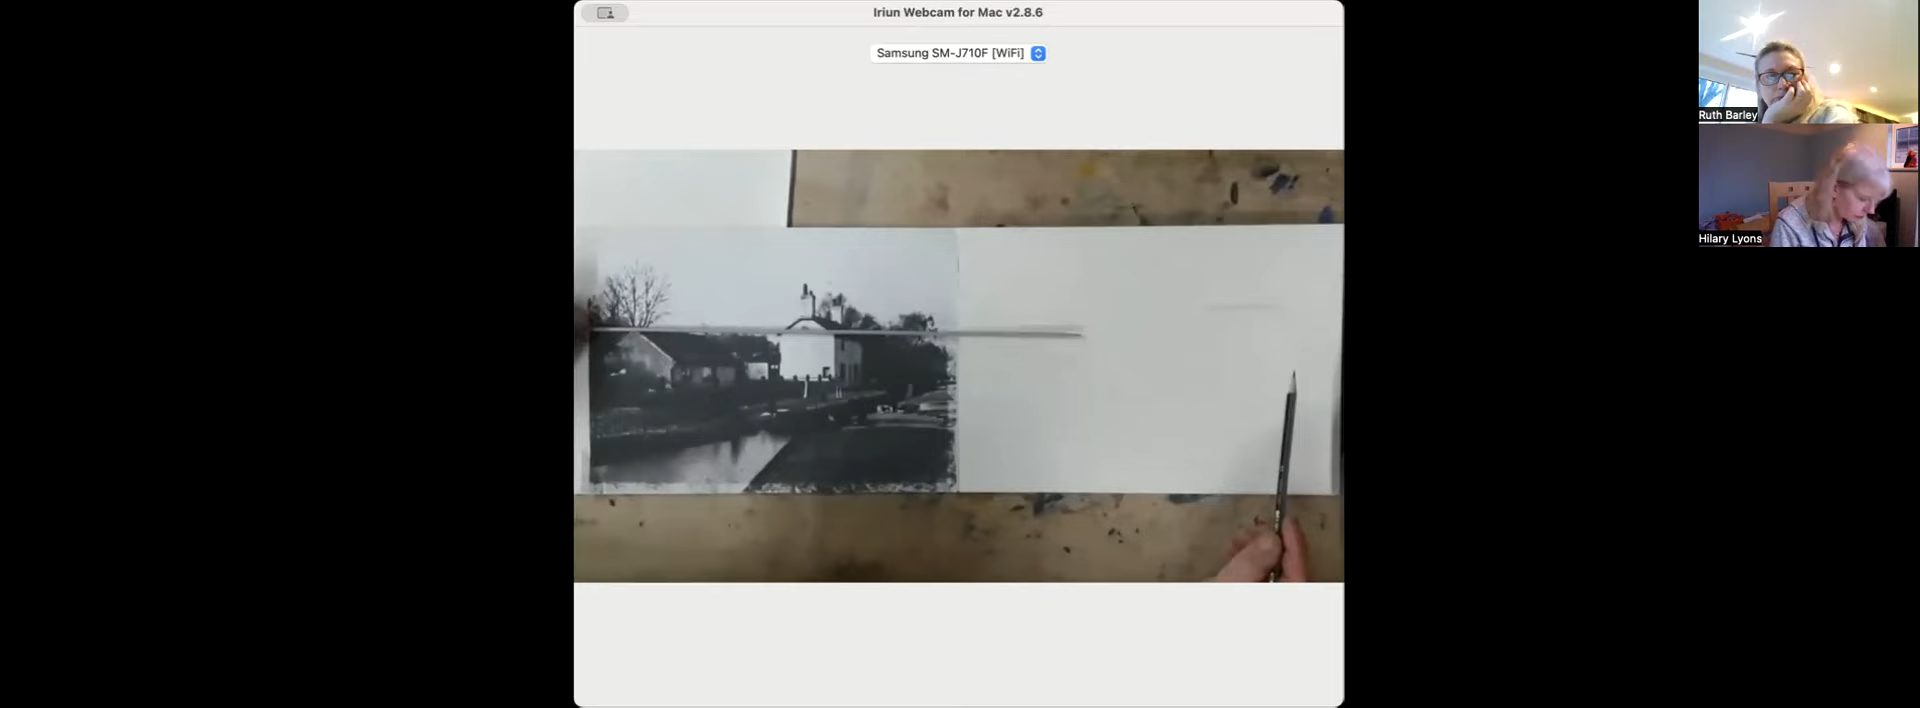 Iriun Webcam for Mac v2.8.6
Samsung SM-J710F [WiFi]
Ruth Barley
Hilary Lyons